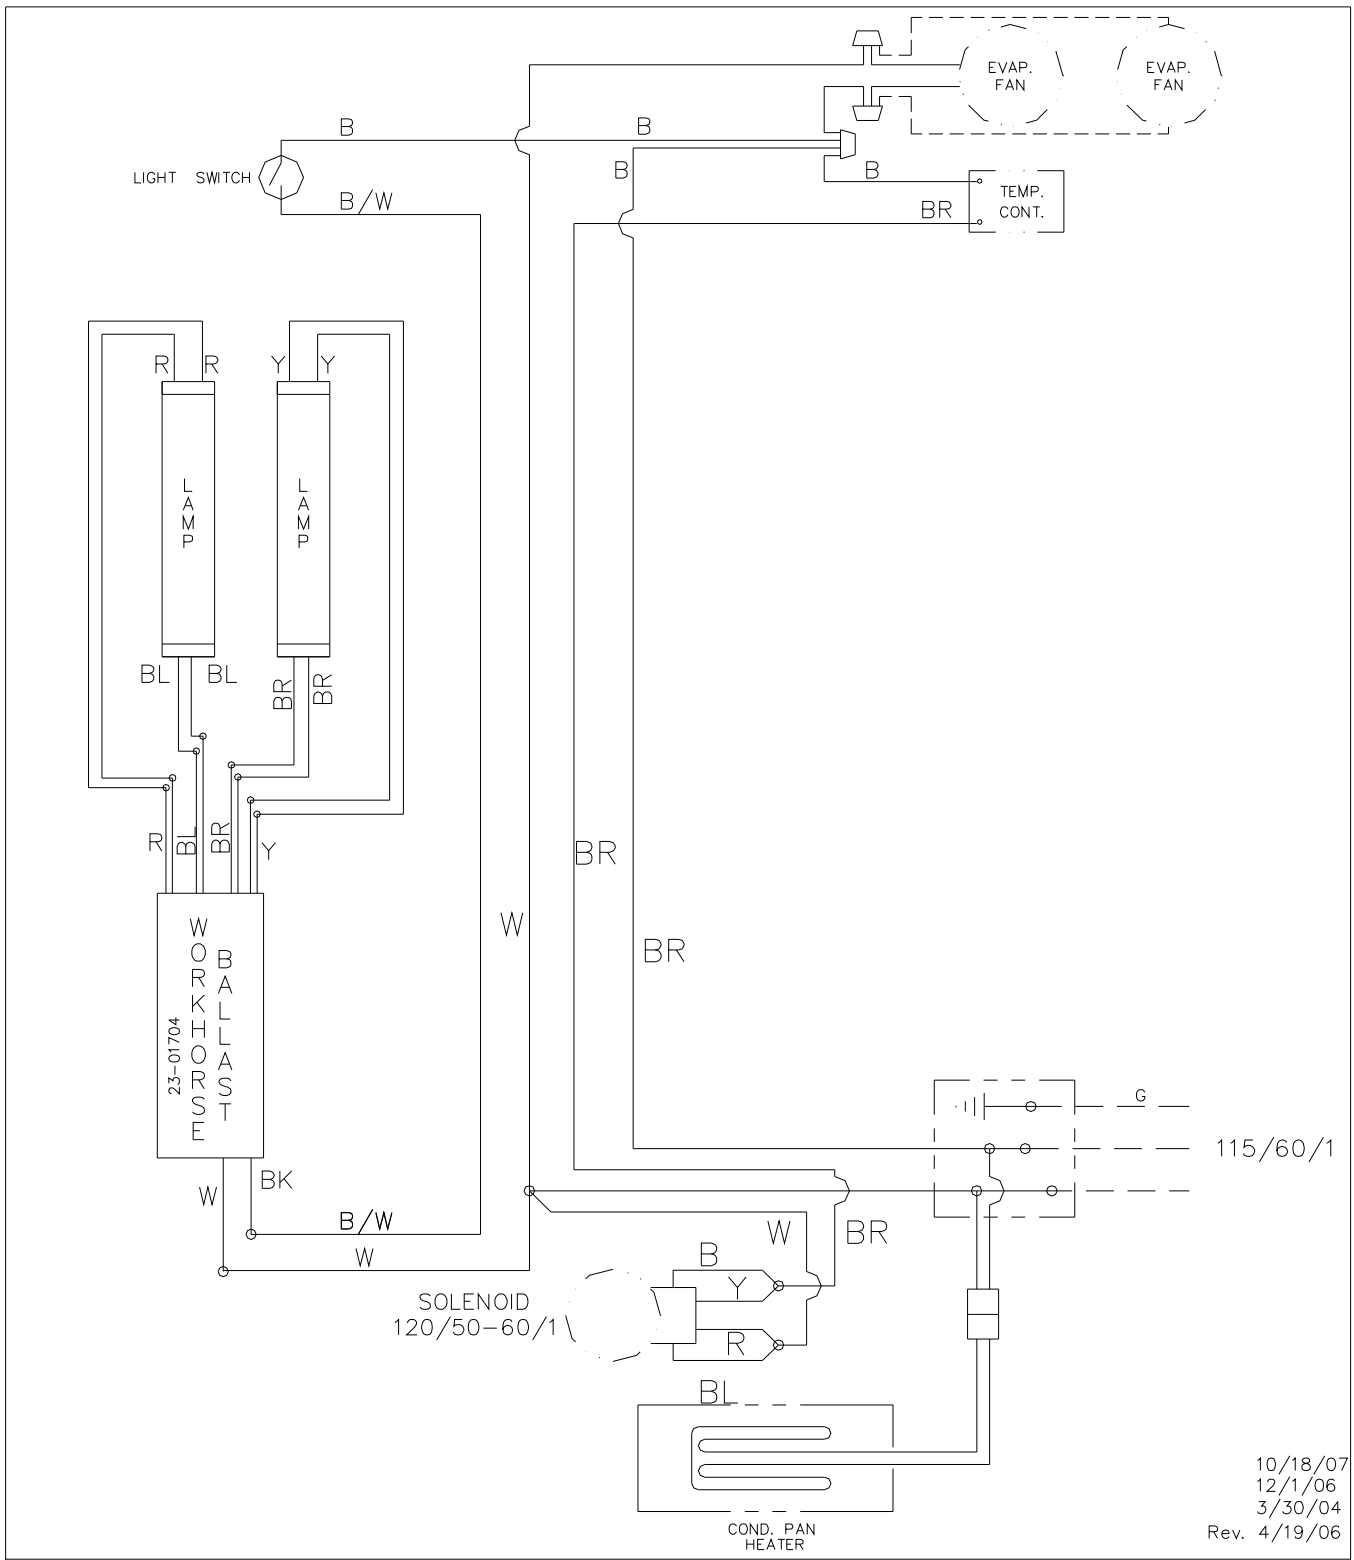 EVAP.
FAN
EVAP.
FAN
B
B
LIGHT SWITCH
B
B
B/W
TEMP.
CONT.
BR
R
R
Y
Y
LAMP
LAMP
BL
BL
BR
BR
R
BL
BR
Y
BR
W
BR
WORKHORSE
BALLAST
23-01704
G
115/60/1
W
BK
B/W
W
W
BR
B
Y
SOLENOID
120/50-60/1
R
BL
COND. PAN
HEATER
10/18/07
12/1/06
3/30/04
Rev. 4/19/06